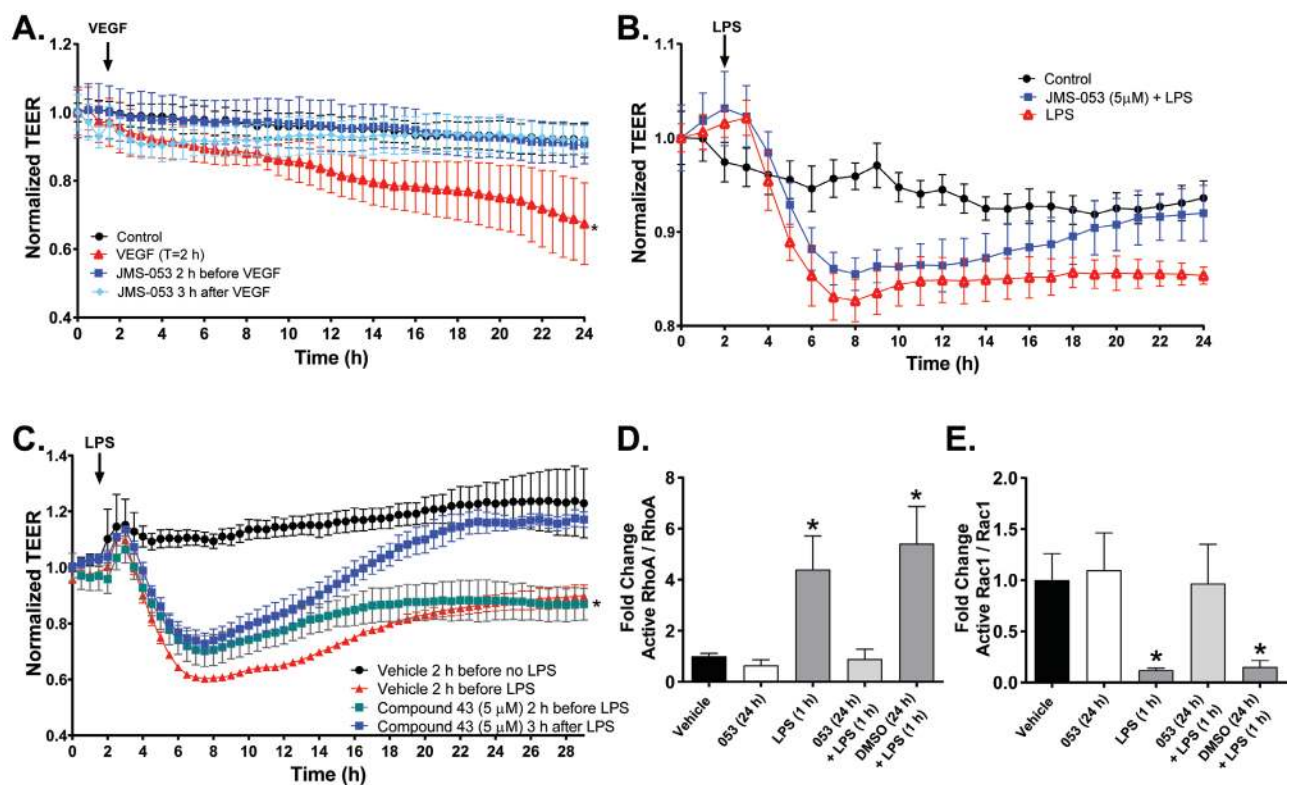 A.
VEGF
Normalized TEER
1.2
1.0
0.8
0.6
0.4
Control
VEGF (T=2 h)
JMS-053 2 h before VEGF
JMS-053 3 h after VEGF
*
0 2 4 6 8 10 12 14 16 18 20 22 24
Time (h)
B.
LPS
Normalized TEER
1.1
1.0
0.9
0.8
Control
JMS-053 (5μM) + LPS
LPS
0 2 4 6 8 10 12 14 16 18 20 22 24
Time (h)
C.
LPS
Normalized TEER
1.4
1.2
1.0
0.8
0.6
0.4
*
Vehicle 2 h before no LPS
Vehicle 2 h before LPS
Compound 43 (5 μM) 2 h before LPS
Compound 43 (5 μM) 3 h after LPS
0 2 4 6 8 10 12 14 16 18 20 22 24 26 28
Time (h)
D.
Fold Change
Active RhoA / RhoA
8
6
4
2
0
*
*
Vehicle
053 (24 h)
LPS (1 h)
053 (24 h)
+ LPS (1 h)
DMSO (24 h)
+ LPS (1 h)
E.
Fold Change
Active Rac1 / Rac1
2.0
1.5
1.0
0.5
0.0
*
*
Vehicle
053 (24 h)
LPS (1 h)
053 (24 h)
+ LPS (1 h)
DMSO (24 h)
+ LPS (1 h)